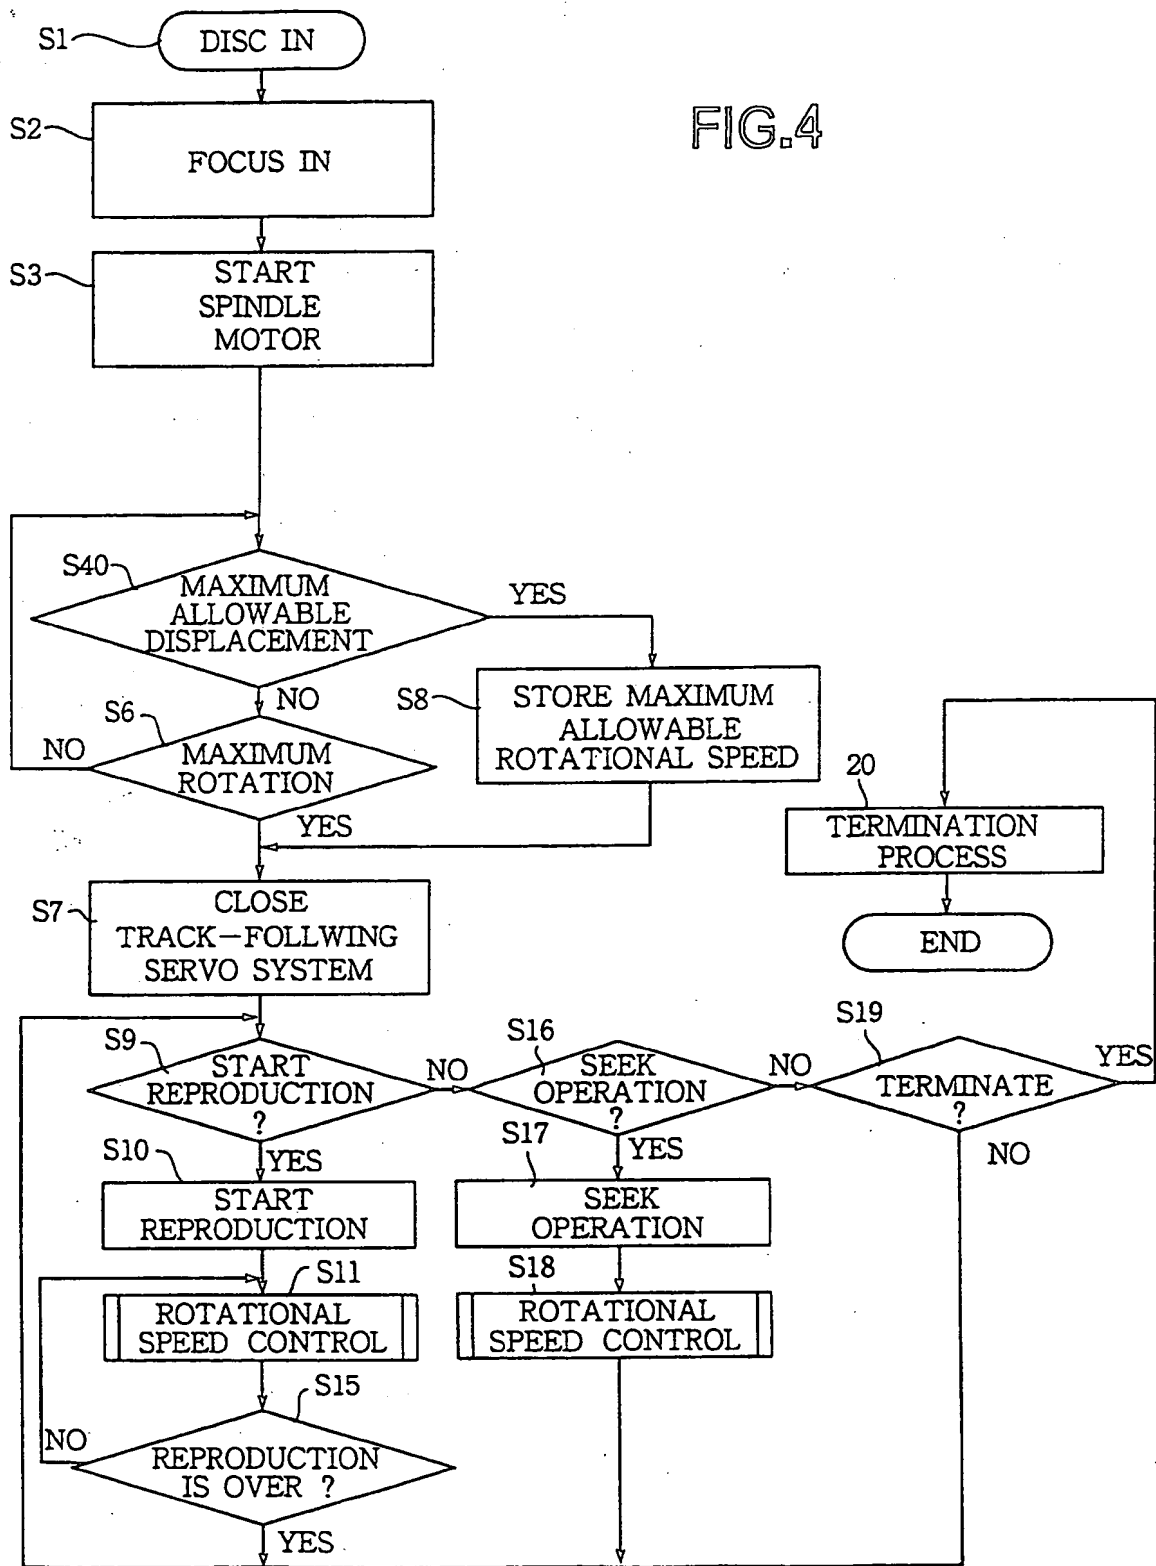 FIG.4
S1
DISC IN
S2
FOCUS IN
S3
START
SPINDLE
MOTOR
S40
MAXIMUM
ALLOWABLE
DISPLACEMENT
YES
NO
S8
STORE MAXIMUM
ALLOWABLE
ROTATIONAL SPEED
S6
MAXIMUM
ROTATION
NO
YES
20
TERMINATION
PROCESS
END
S7
CLOSE
TRACK-FOLLWING
SERVO SYSTEM
S9
START
REPRODUCTION
?
NO
YES
S16
SEEK
OPERATION
?
NO
YES
S19
TERMINATE
?
YES
NO
S10
START
REPRODUCTION
S17
SEEK
OPERATION
S11
ROTATIONAL
SPEED CONTROL
S18
ROTATIONAL
SPEED CONTROL
S15
REPRODUCTION
IS OVER ?
NO
YES